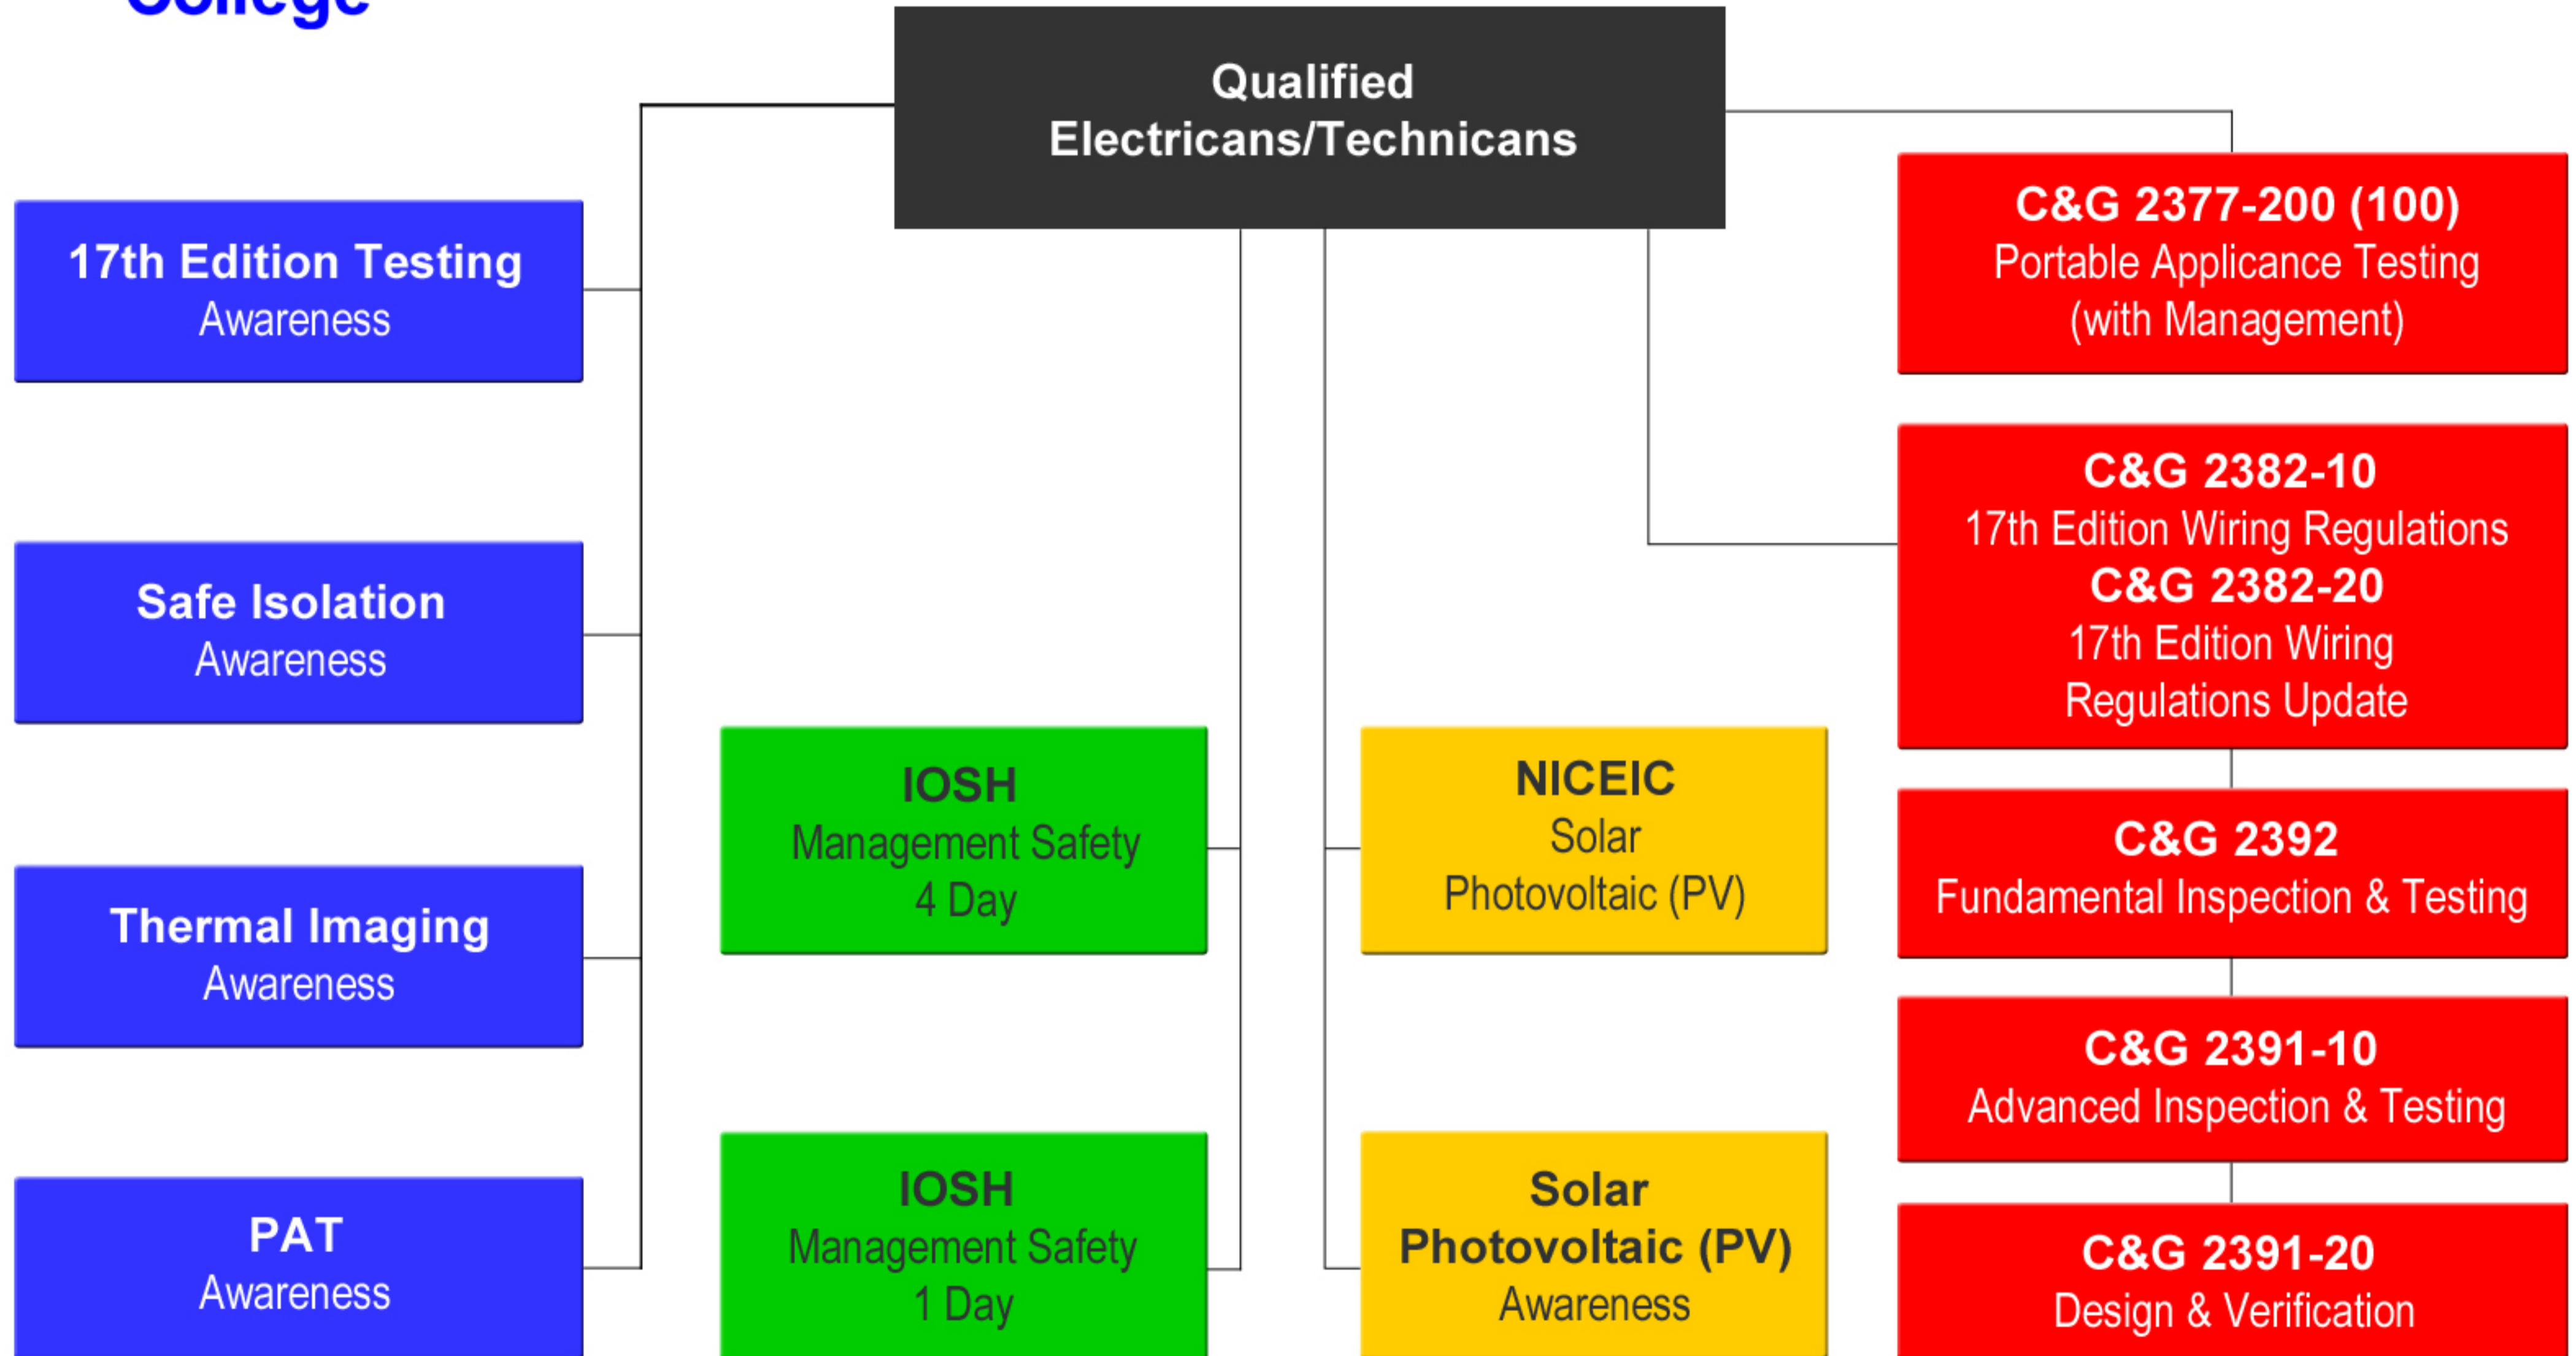 College
Qualified
Electricans/Technicans
17th Edition Testing
Awareness
Safe Isolation
Awareness
Thermal Imaging
Awareness
PAT
Awareness
IOSH
Management Safety
4 Day
IOSH
Management Safety
1 Day
NICEIC
Solar
Photovoltaic (PV)
Solar
Photovoltaic (PV)
Awareness
C&G 2377-200 (100)
Portable Applicance Testing
(with Management)
C&G 2382-10
17th Edition Wiring Regulations
C&G 2382-20
17th Edition Wiring
Regulations Update
C&G 2392
Fundamental Inspection & Testing
C&G 2391-10
Advanced Inspection & Testing
C&G 2391-20
Design & Verification